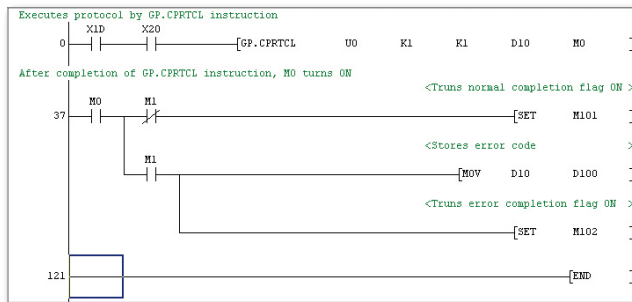 Executes protocol by GP.CPRTCL instruction
X1D X20
0 [GP.CPRTCL U0 K1 K1 D10 M0 ]
After completion of GP.CPRTCL instruction, M0 turns ON
<Truns normal completion flag ON >
M0 M1
37 [SET M101 ]
<Stores error code >
M1
[MOV D10 D100 ]
<Truns error completion flag ON >
[SET M102 ]
121 [END ]